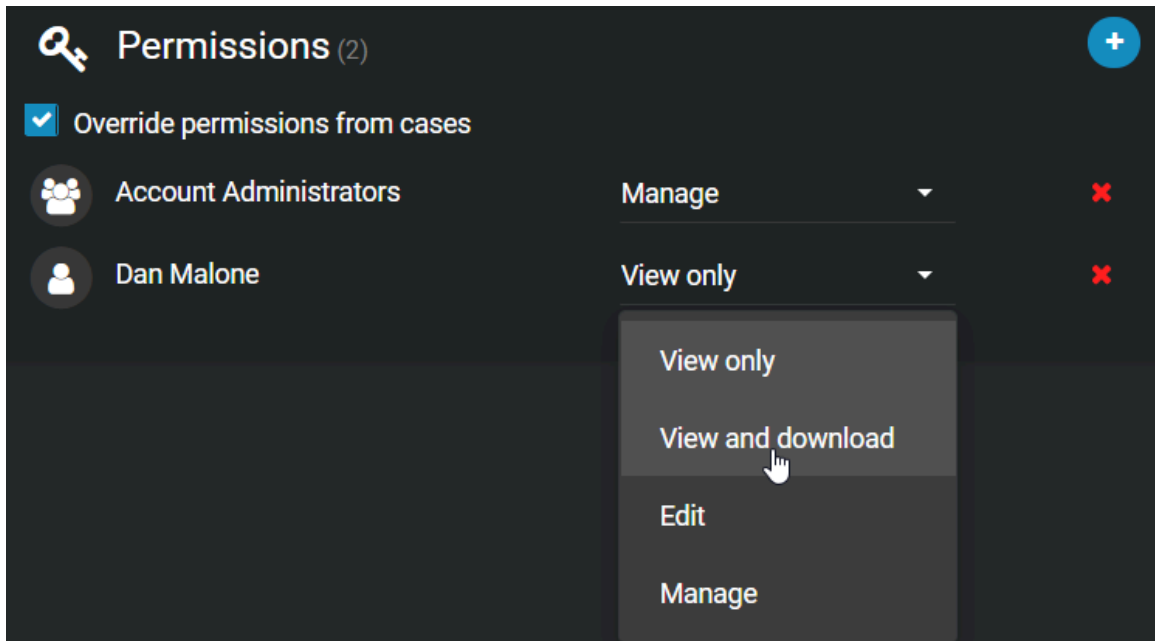 Permissions (2)
Override permissions from cases
Account Administrators Manage
Dan Malone View only
View only
View and download
Edit
Manage